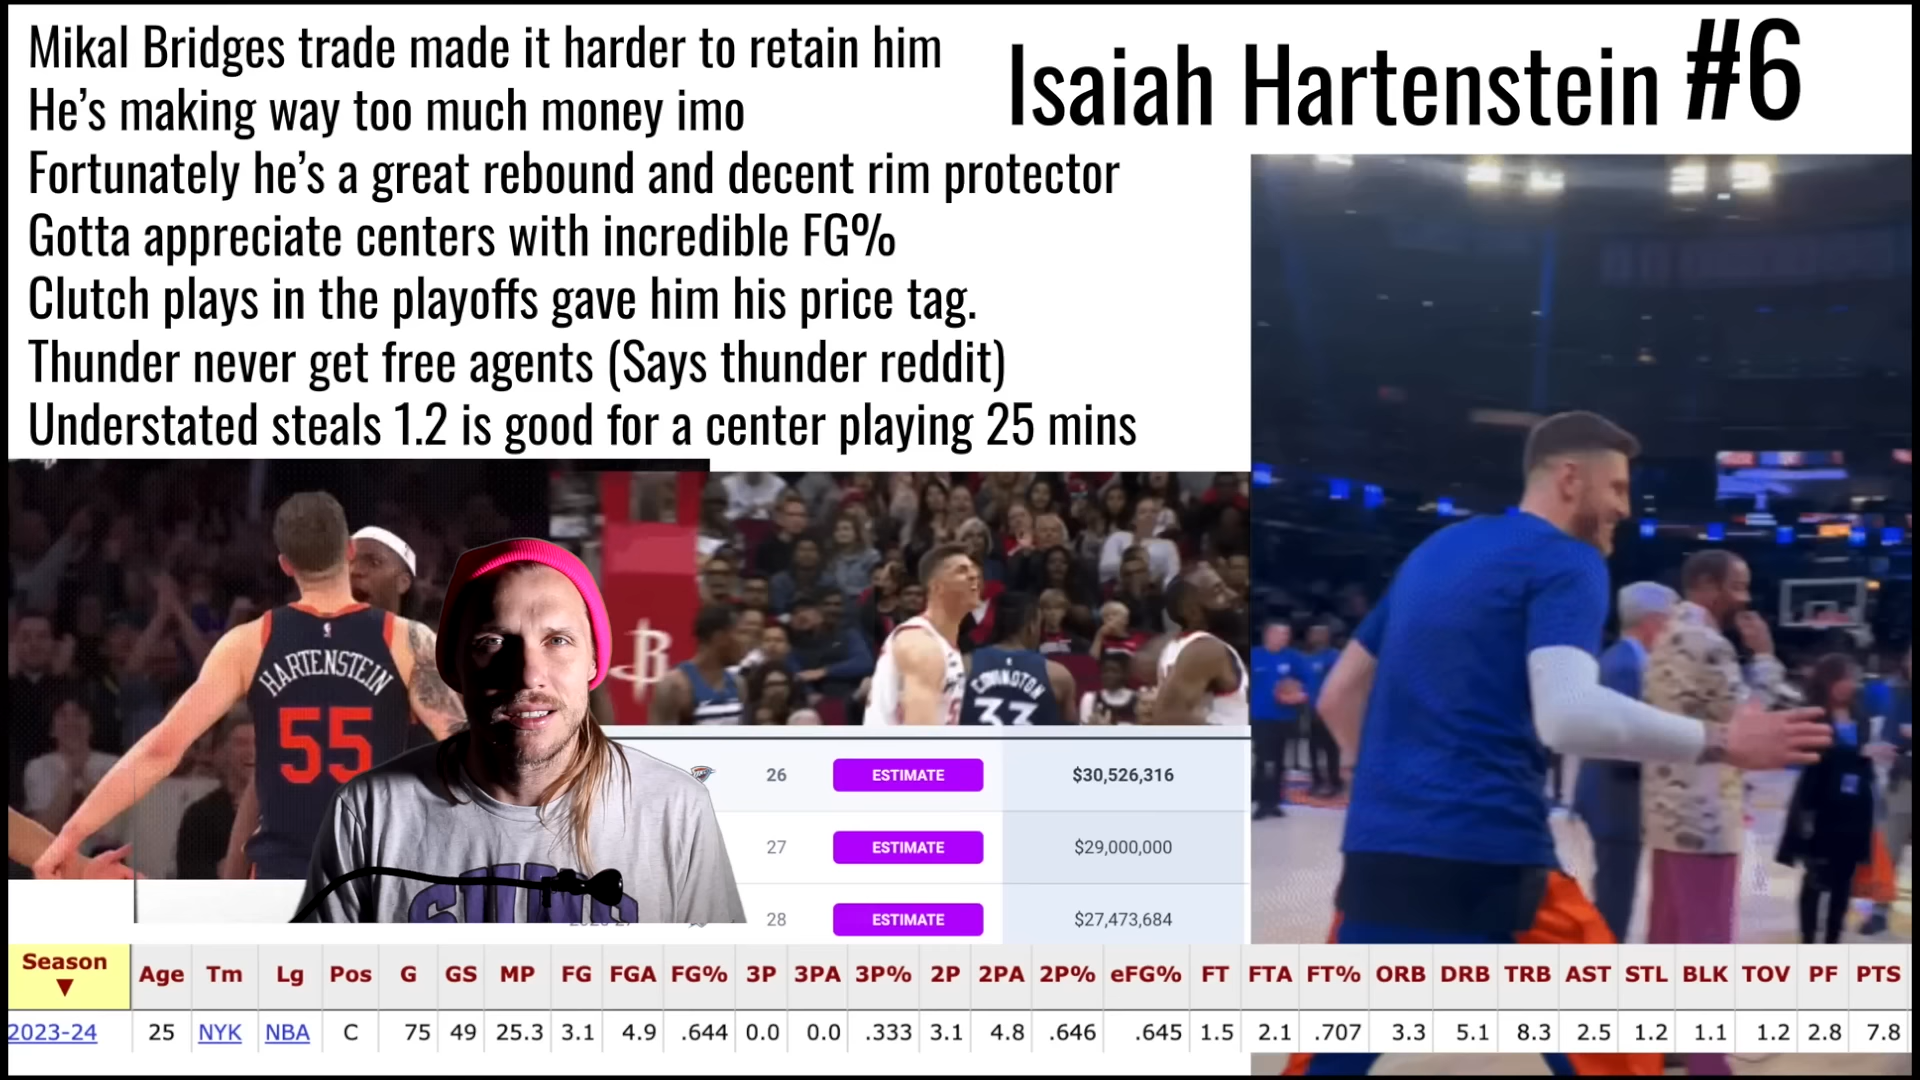 Mikal Bridges trade made it harder to retain him
He's making way too much money imo
Fortunately he's a great rebound and decent rim protector
Gotta appreciate centers with incredible FG%
Clutch plays in the playoffs gave him his price tag.
Thunder never get free agents (Says thunder reddit)
Understated steals 1.2 is good for a center playing 25 mins
Isaiah Hartenstein #6
HARTENSTEIN
55
COVINGTON
33
SUNS
26 ESTIMATE $30,526,316
27 ESTIMATE $29,000,000
28 ESTIMATE $27,473,684
Season ▼ Age Tm Lg Pos G GS MP FG FGA FG% 3P 3PA 3P% 2P 2PA 2P% eFG% FT FTA FT% ORB DRB TRB AST STL BLK TOV PF PTS
2023-24 25 NYK NBA C 75 49 25.3 3.1 4.9 .644 0.0 0.0 .333 3.1 4.8 .646 .645 1.5 2.1 .707 3.3 5.1 8.3 2.5 1.2 1.1 1.2 2.8 7.8